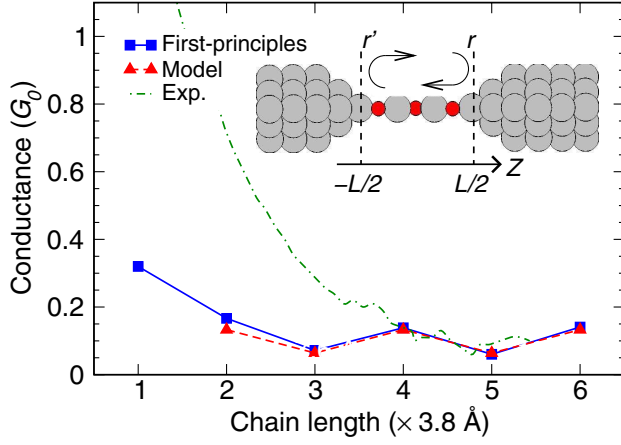 1
0.8
0.6
0.4
0.2
0
Conductance (G0)
First-principles
Model
Exp.
r'
r
−L/2
L/2
z
1
2
3
4
5
6
Chain length (× 3.8 Å)